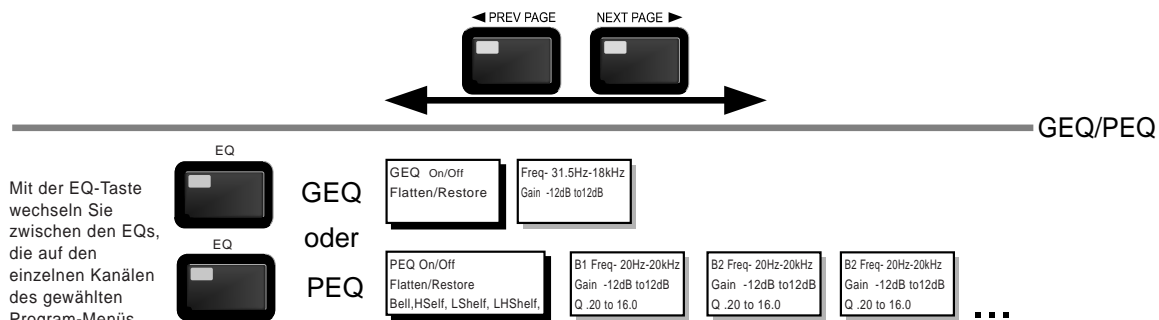 ◄ PREV PAGE NEXT PAGE ►
GEQ/PEQ
EQ
Mit der EQ-Taste
wechseln Sie
zwischen den EQs,
die auf den
einzelnen Kanälen
des gewählten
Program-Menüs
GEQ
GEQ On/Off
Flatten/Restore
Freq- 31.5Hz-18kHz
Gain -12dB to12dB
oder
EQ
PEQ
PEQ On/Off
Flatten/Restore
Bell,HSelf, LShelf, LHShelf,
B1 Freq- 20Hz-20kHz
Gain -12dB to12dB
Q .20 to 16.0
B2 Freq- 20Hz-20kHz
Gain -12dB to12dB
Q .20 to 16.0
B2 Freq- 20Hz-20kHz
Gain -12dB to12dB
Q .20 to 16.0
...